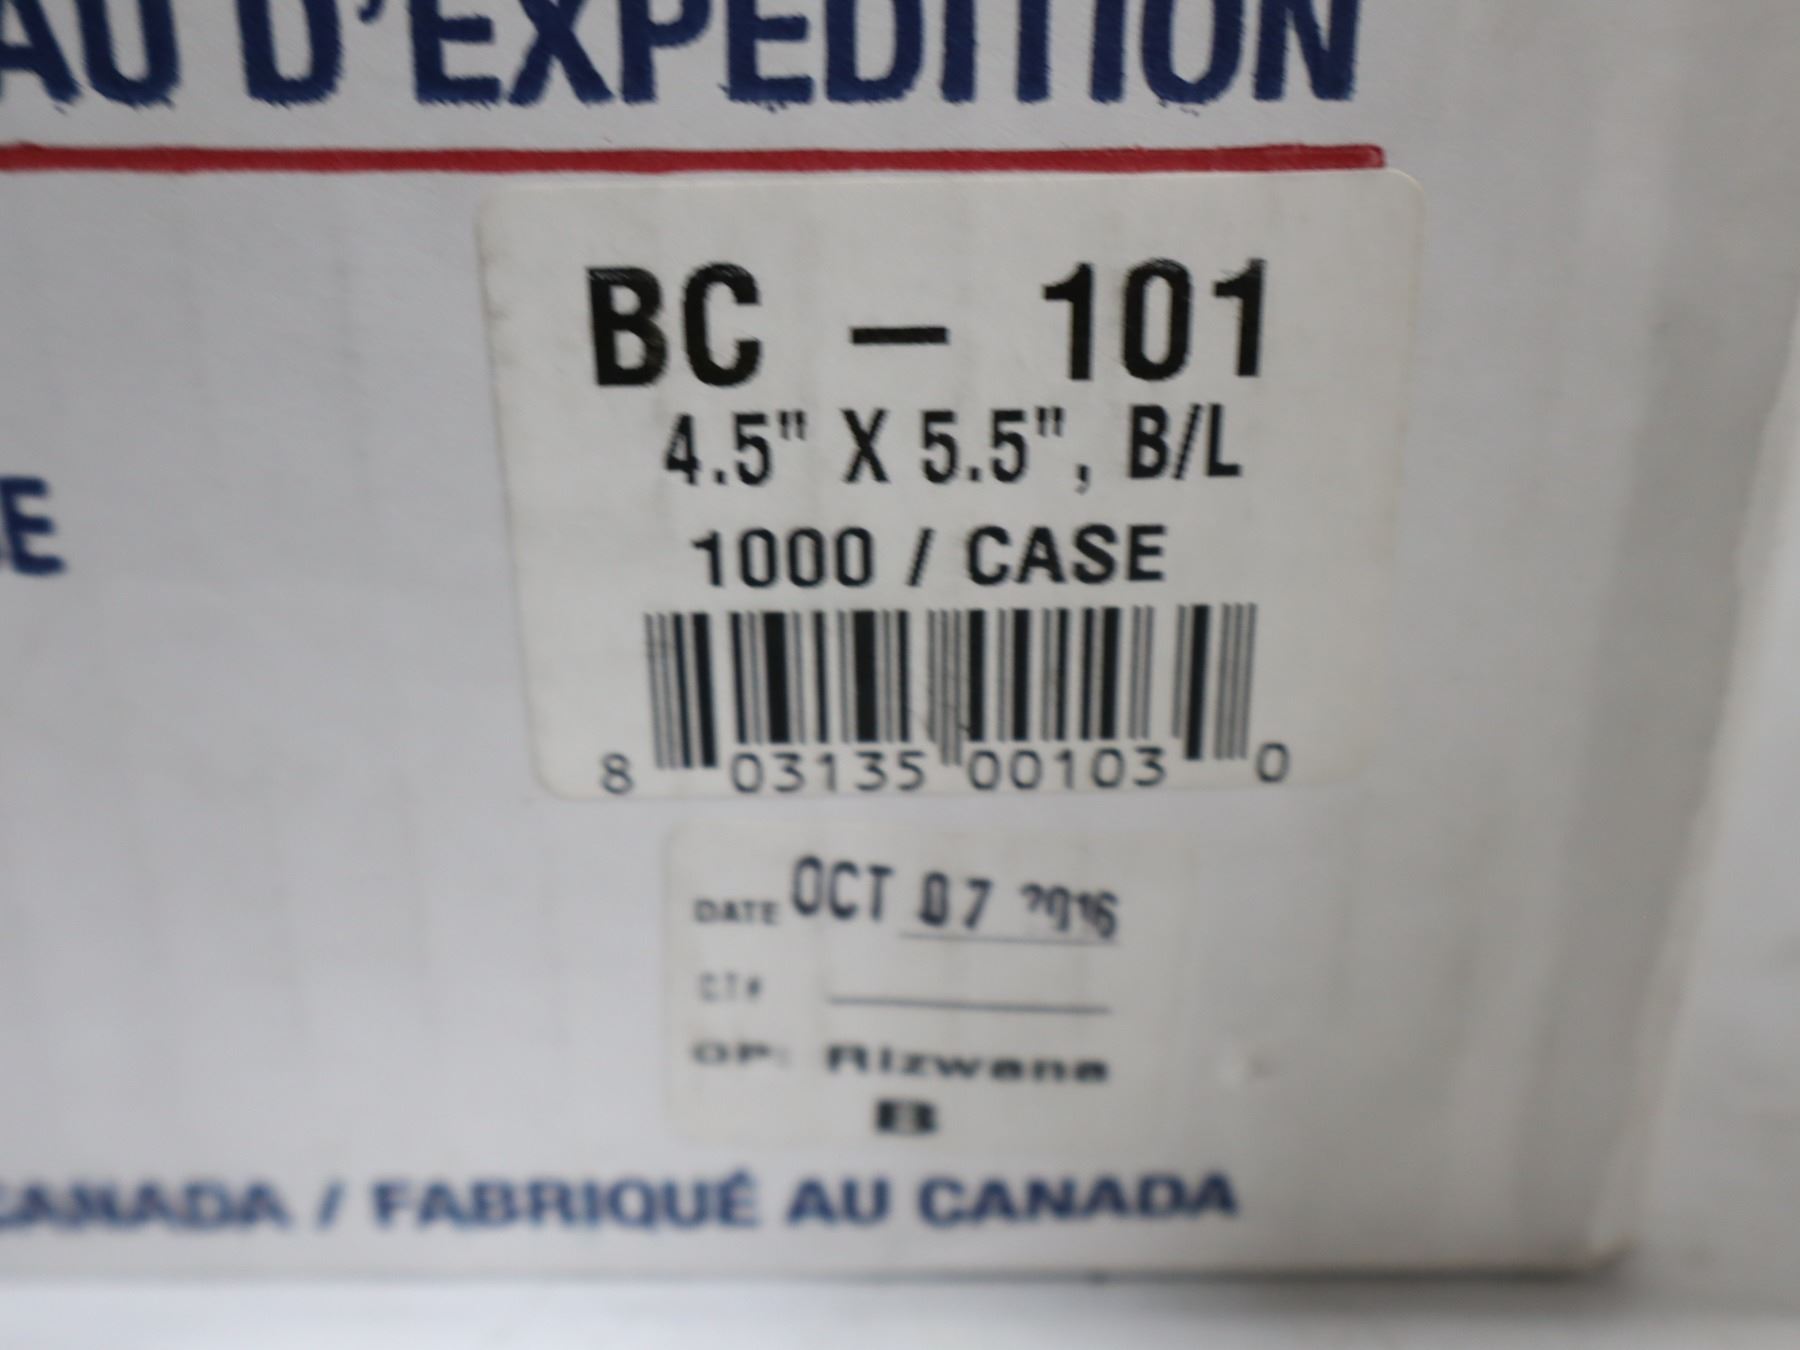 AU D'EXPÉDITION
BC – 101
4.5" X 5.5", B/L
1000 / CASE
E
8 03135 00103 0
DATE OCT 07 2016
CT#
OP: Rizwana
B
CANADA / FABRIQUÉ AU CANADA